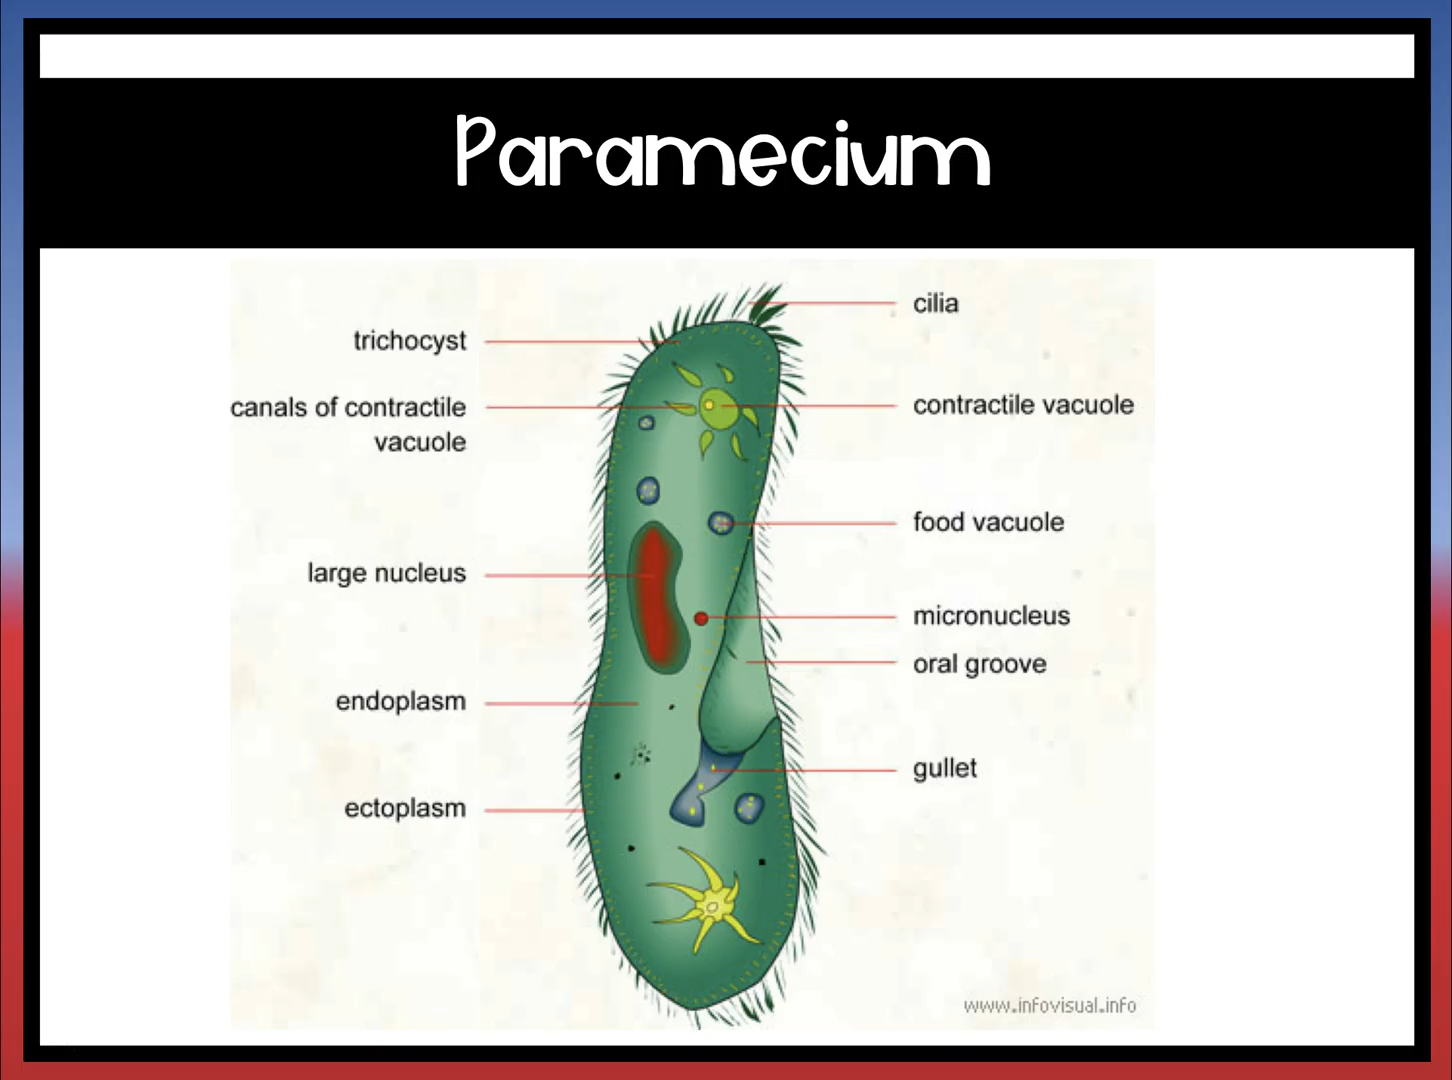 Paramecium
cilia
trichocyst
canals of contractile
vacuole
contractile vacuole
food vacuole
large nucleus
micronucleus
oral groove
endoplasm
gullet
ectoplasm
www.infovisual.info